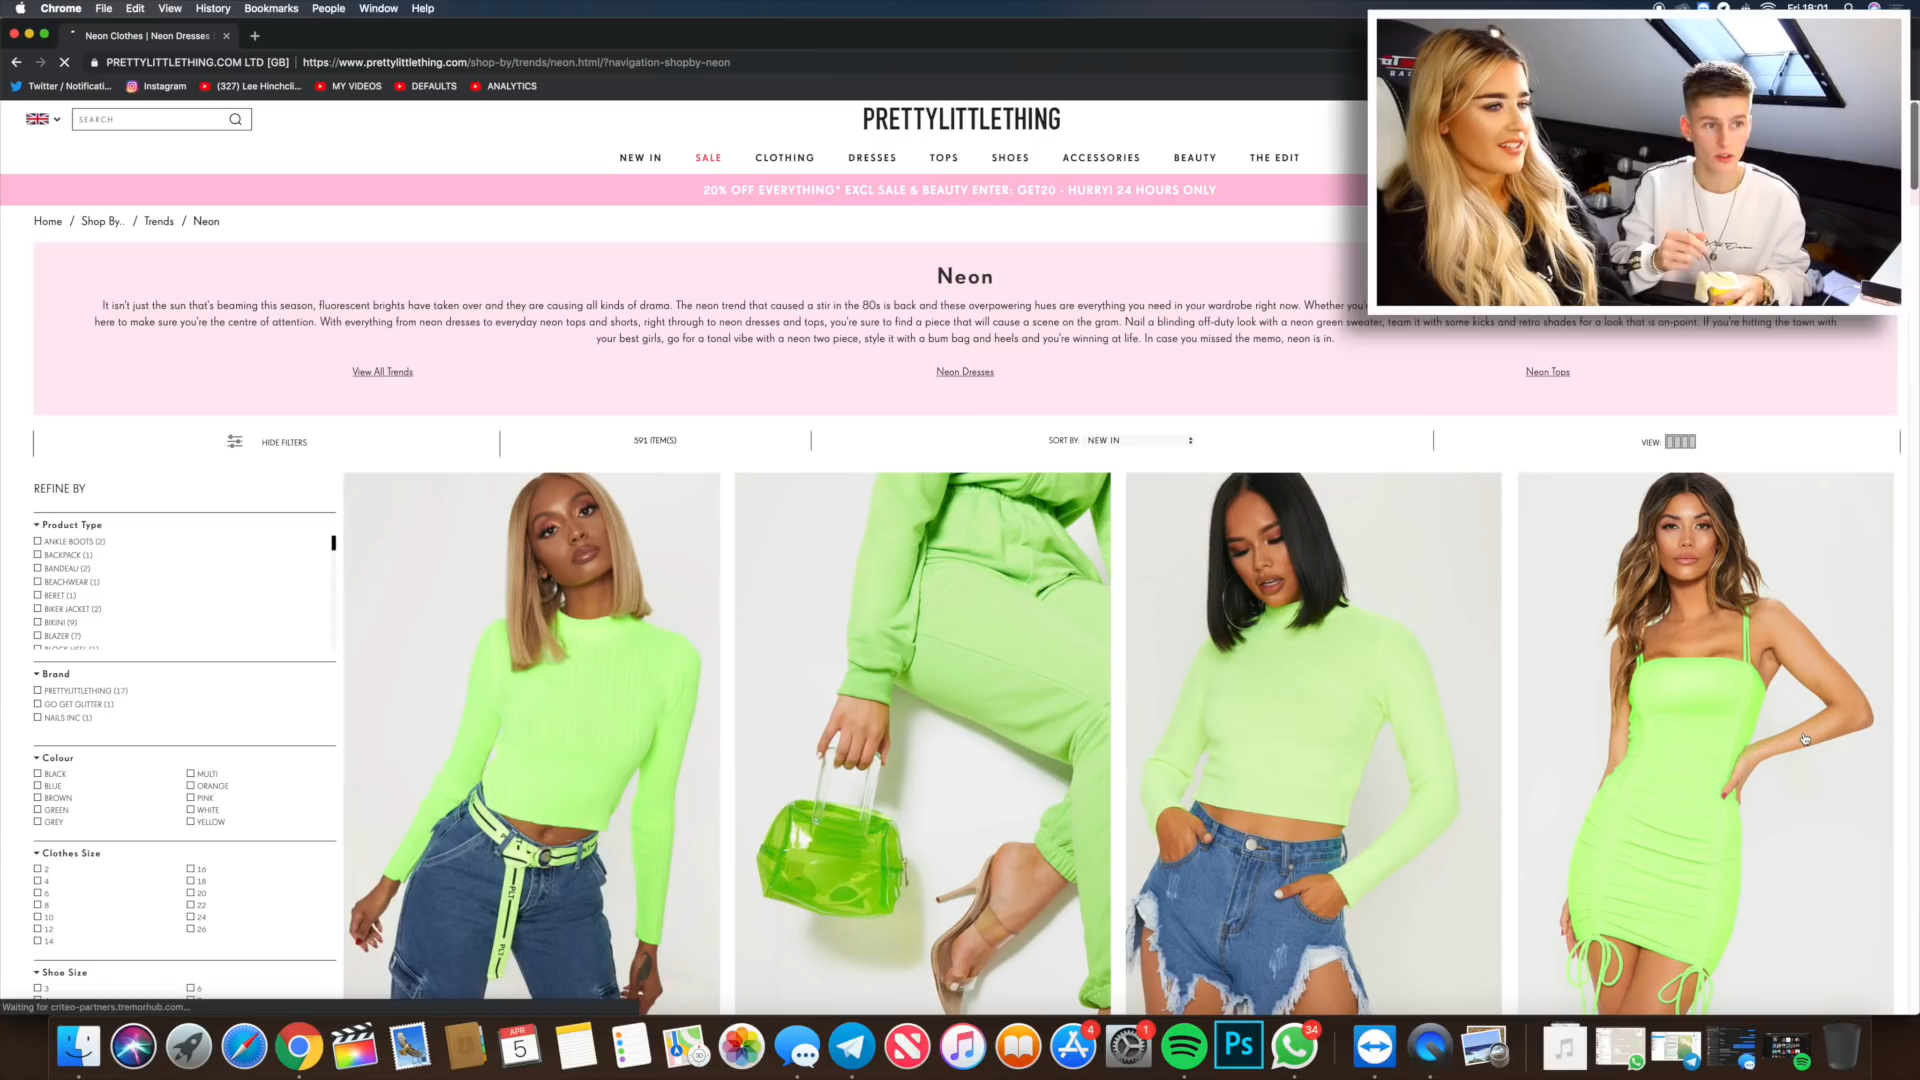 Chrome File Edit View History Bookmarks People Window Help
Fri 18:01
Neon Clothes | Neon Dresses
PRETTYLITTLETHING.COM LTD [GB] https://www.prettylittlething.com/shop-by/trends/neon.html/?navigation-shopby-neon
Twitter / Notificati... Instagram (327) Lee Hinchcli... MY VIDEOS DEFAULTS ANALYTICS
SEARCH
PRETTYLITTLETHING
NEW IN SALE CLOTHING DRESSES TOPS SHOES ACCESSORIES BEAUTY THE EDIT
20% OFF EVERYTHING* EXCL SALE & BEAUTY ENTER: GET20 - HURRY! 24 HOURS ONLY
Home / Shop By.. / Trends / Neon
Neon
It isn't just the sun that's beaming this season, fluorescent brights have taken over and they are causing all kinds of drama. The neon trend that caused a stir in the 80s is back and these overpowering hues are everything you need in your wardrobe right now. Whether you'r
here to make sure you're the centre of attention. With everything from neon dresses to everyday neon tops and shorts, right through to neon dresses and tops, you're sure to find a piece that will cause a scene on the gram. Nail a blinding off-duty look with a neon green sweater, team it with some kicks and retro shades for a look that is on-point. If you're hitting the town with
your best girls, go for a tonal vibe with a neon two piece, style it with a bum bag and heels and you're winning at life. In case you missed the memo, neon is in.
View All Trends Neon Dresses Neon Tops
HIDE FILTERS 591 ITEM(S) SORT BY: NEW IN VIEW:
REFINE BY
Product Type
ANKLE BOOTS (2)
BACKPACK (1)
BANDEAU (2)
BEACHWEAR (1)
BERET (1)
BIKER JACKET (2)
BIKINI (9)
BLAZER (7)
BLOCK HEEL (1)
Brand
PRETTYLITTLETHING (17)
GO GET GLITTER (1)
NAILS INC (1)
Colour
BLACK MULTI
BLUE ORANGE
BROWN PINK
GREEN WHITE
GREY YELLOW
Clothes Size
2 16
4 18
6 20
8 22
10 24
12 26
14
Shoe Size
3 6
PLT
PLT
PLT
Waiting for criteo-partners.tremorhub.com...
APR
5
4
1
Ps
34